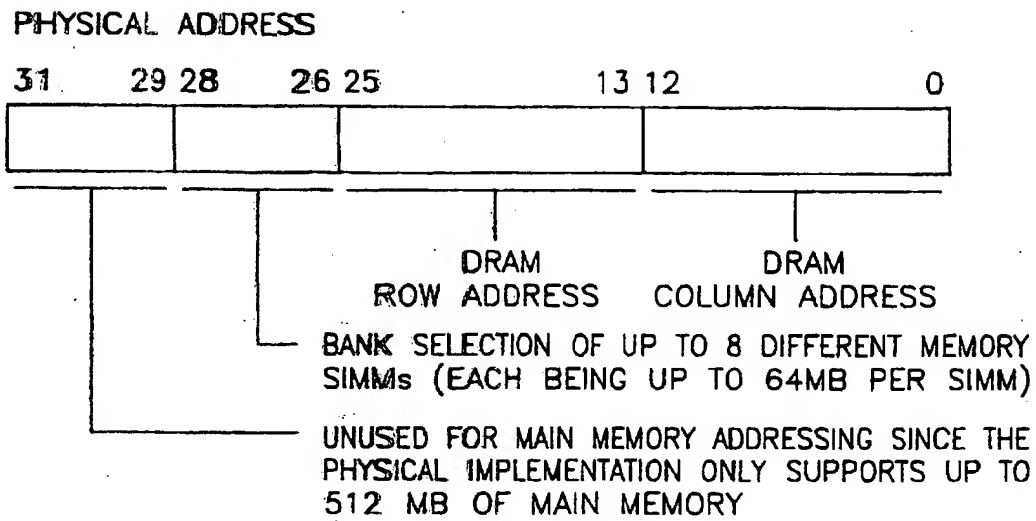 PHYSICAL ADDRESS
31 29 28 26 25 13 12 0
DRAM DRAM
ROW ADDRESS COLUMN ADDRESS
BANK SELECTION OF UP TO 8 DIFFERENT MEMORY
SIMMs (EACH BEING UP TO 64MB PER SIMM)
UNUSED FOR MAIN MEMORY ADDRESSING SINCE THE
PHYSICAL IMPLEMENTATION ONLY SUPPORTS UP TO
512 MB OF MAIN MEMORY